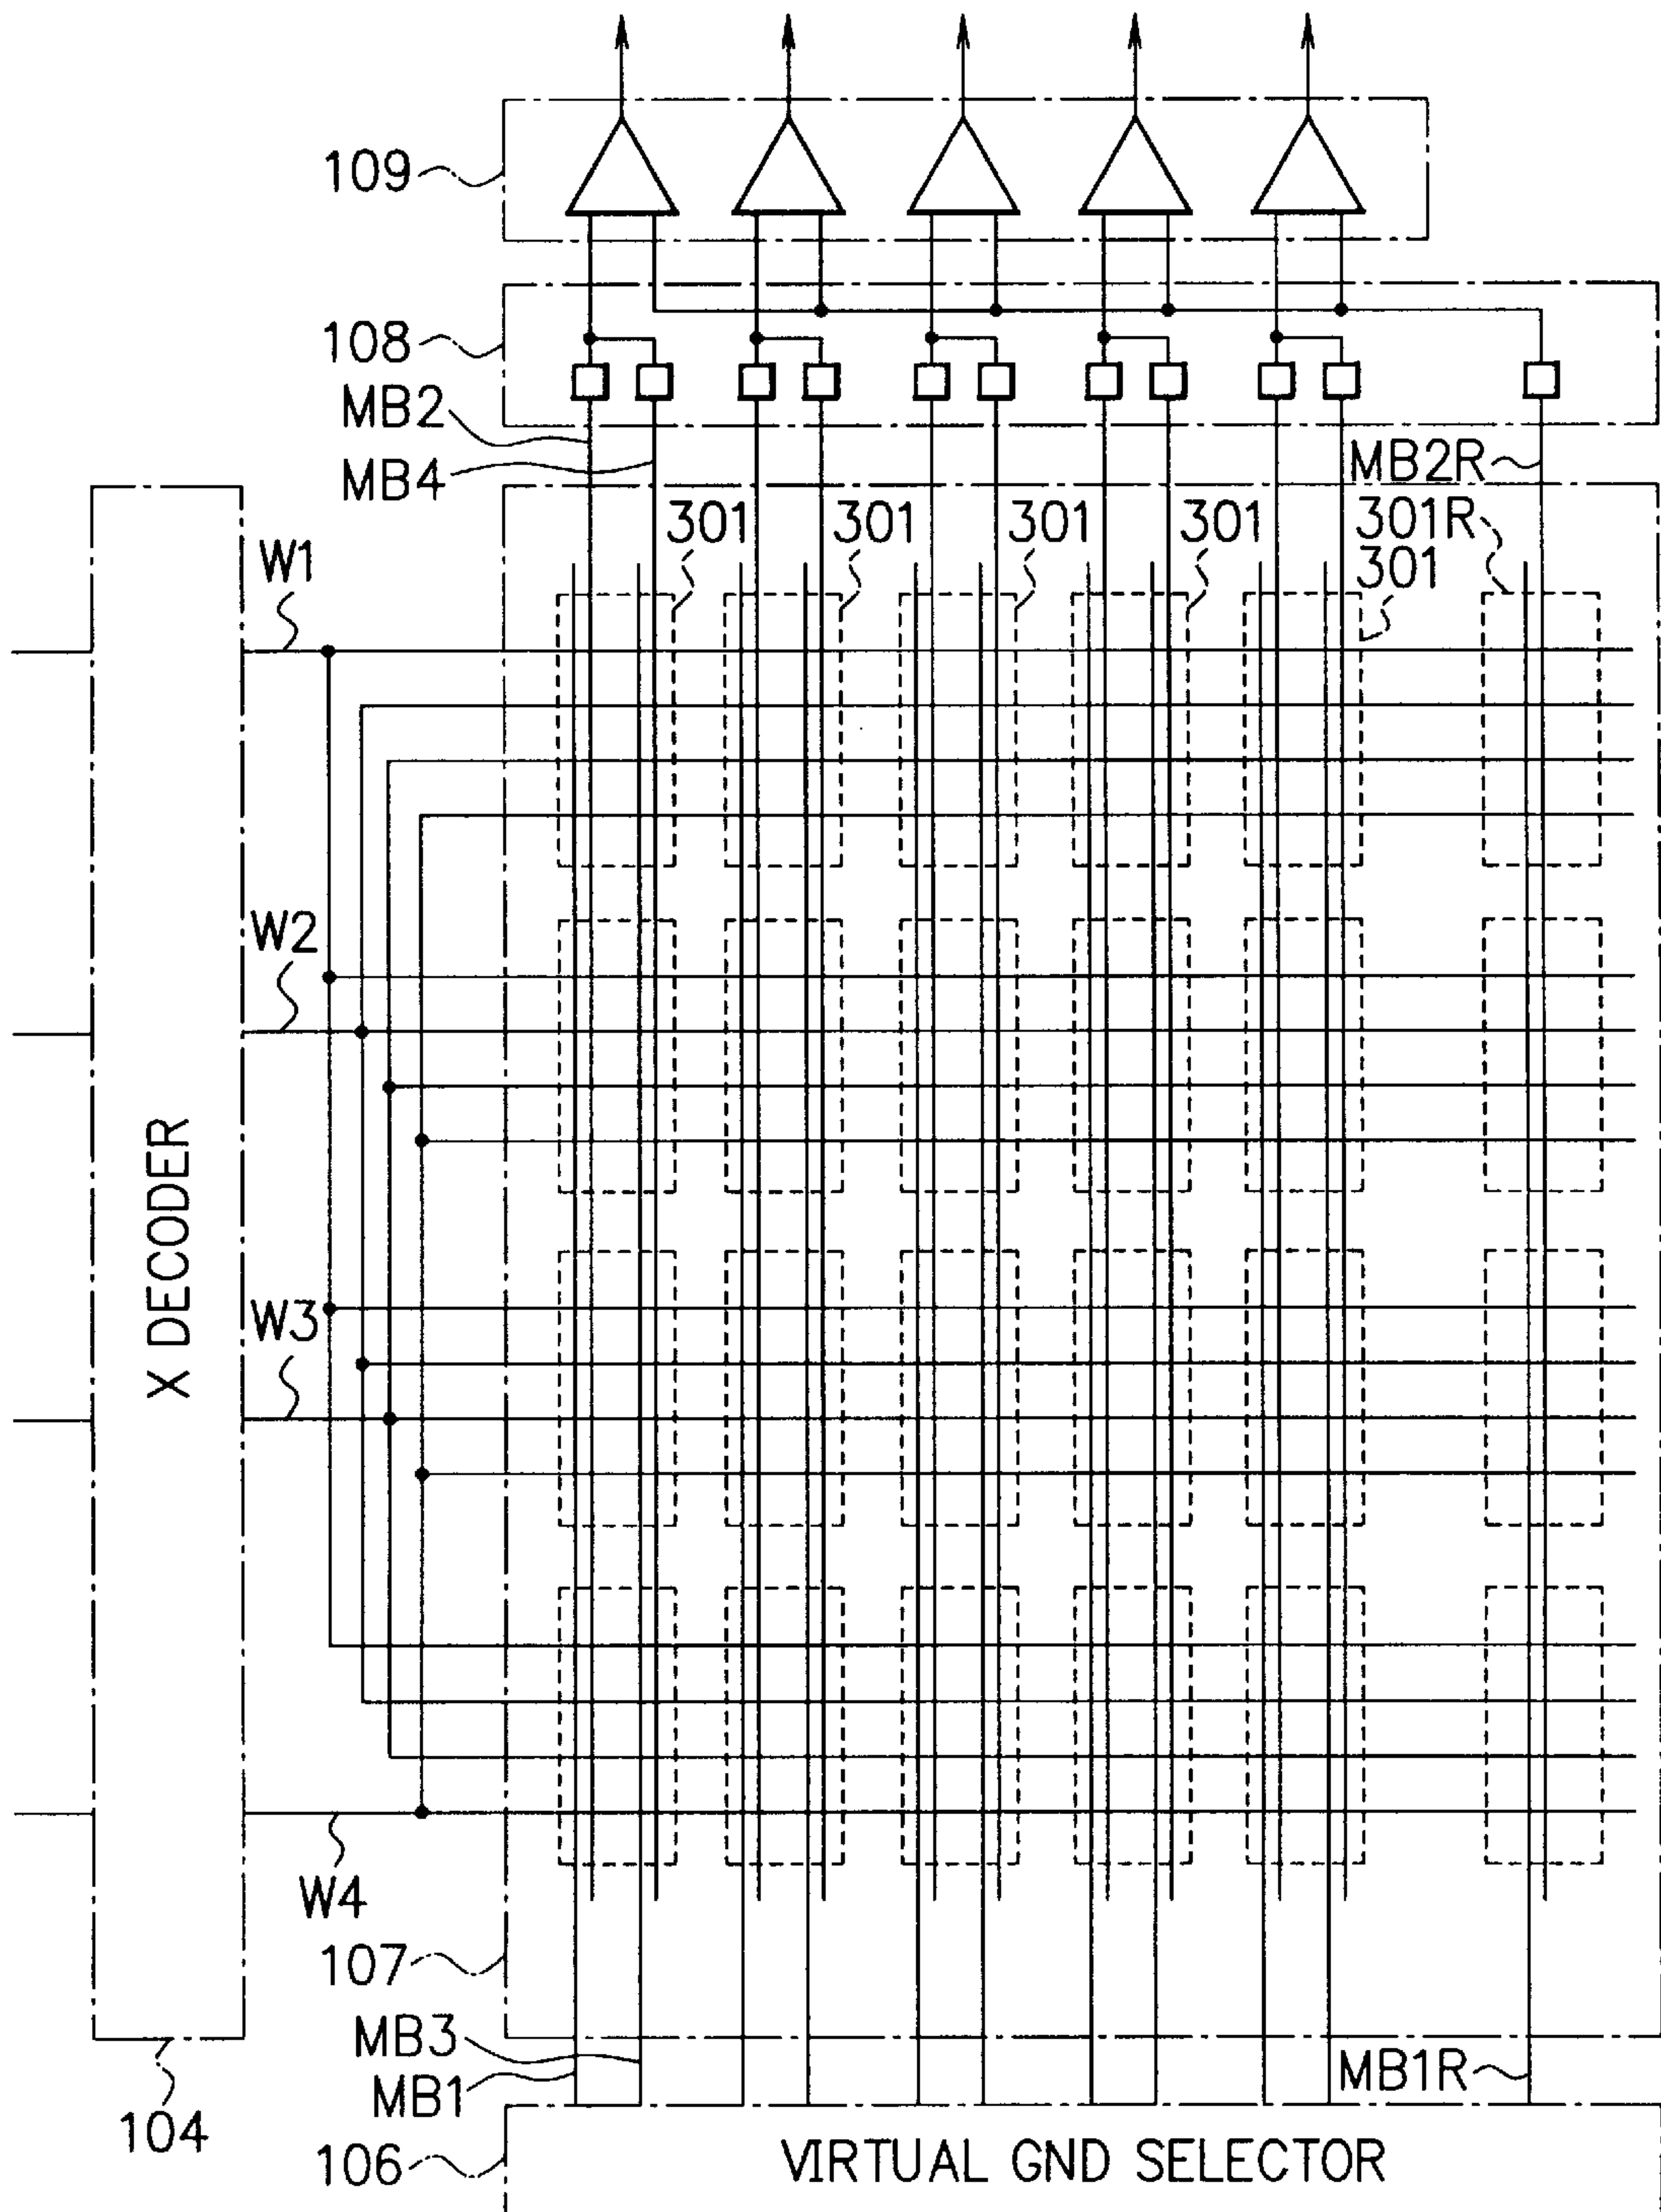 109
108
MB2
MB4
MB2R
301
301
301
301
301R
301
W1
W2
X DECODER
W3
W4
107
MB3
MB1
MB1R
104
106
VIRTUAL GND SELECTOR